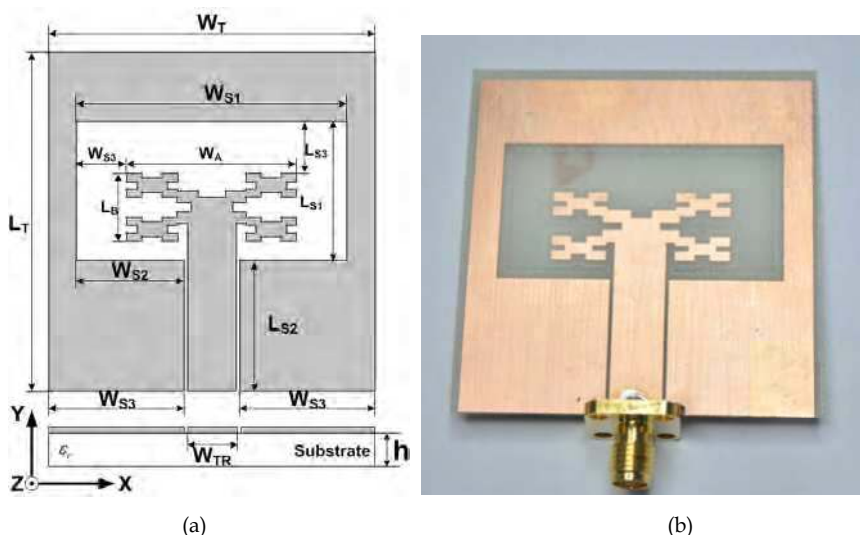 W_T
W_S1
W_S3
W_A
L_S3
L_B
L_S1
L_T
W_S2
L_S2
W_S3
W_S3
Y
W_TR
ε_r
Substrate
h
Z
X
(a)
(b)